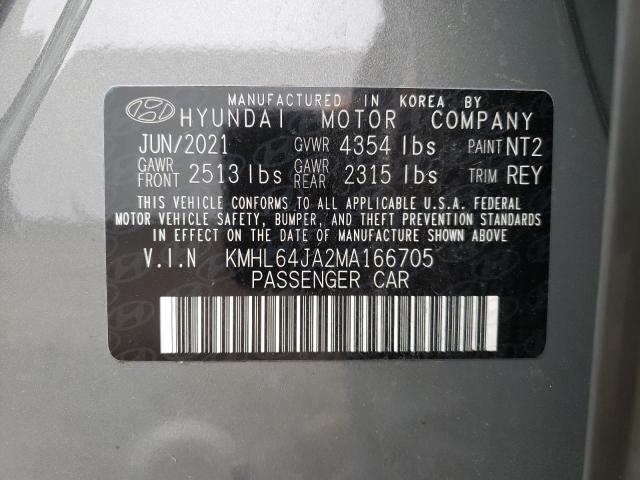 MANUFACTURED IN KOREA BY
HYUNDAI MOTOR COMPANY
JUN/2021 GVWR 4354 lbs PAINT NT2
GAWR FRONT 2513 lbs GAWR REAR 2315 lbs TRIM REY
THIS VEHICLE CONFORMS TO ALL APPLICABLE U.S.A. FEDERAL
MOTOR VEHICLE SAFETY, BUMPER, AND THEFT PREVENTION STANDARDS
IN EFFECT ON THE DATE OF MANUFACTURE SHOWN ABOVE
V.I.N KMHL64JA2MA166705
PASSENGER CAR